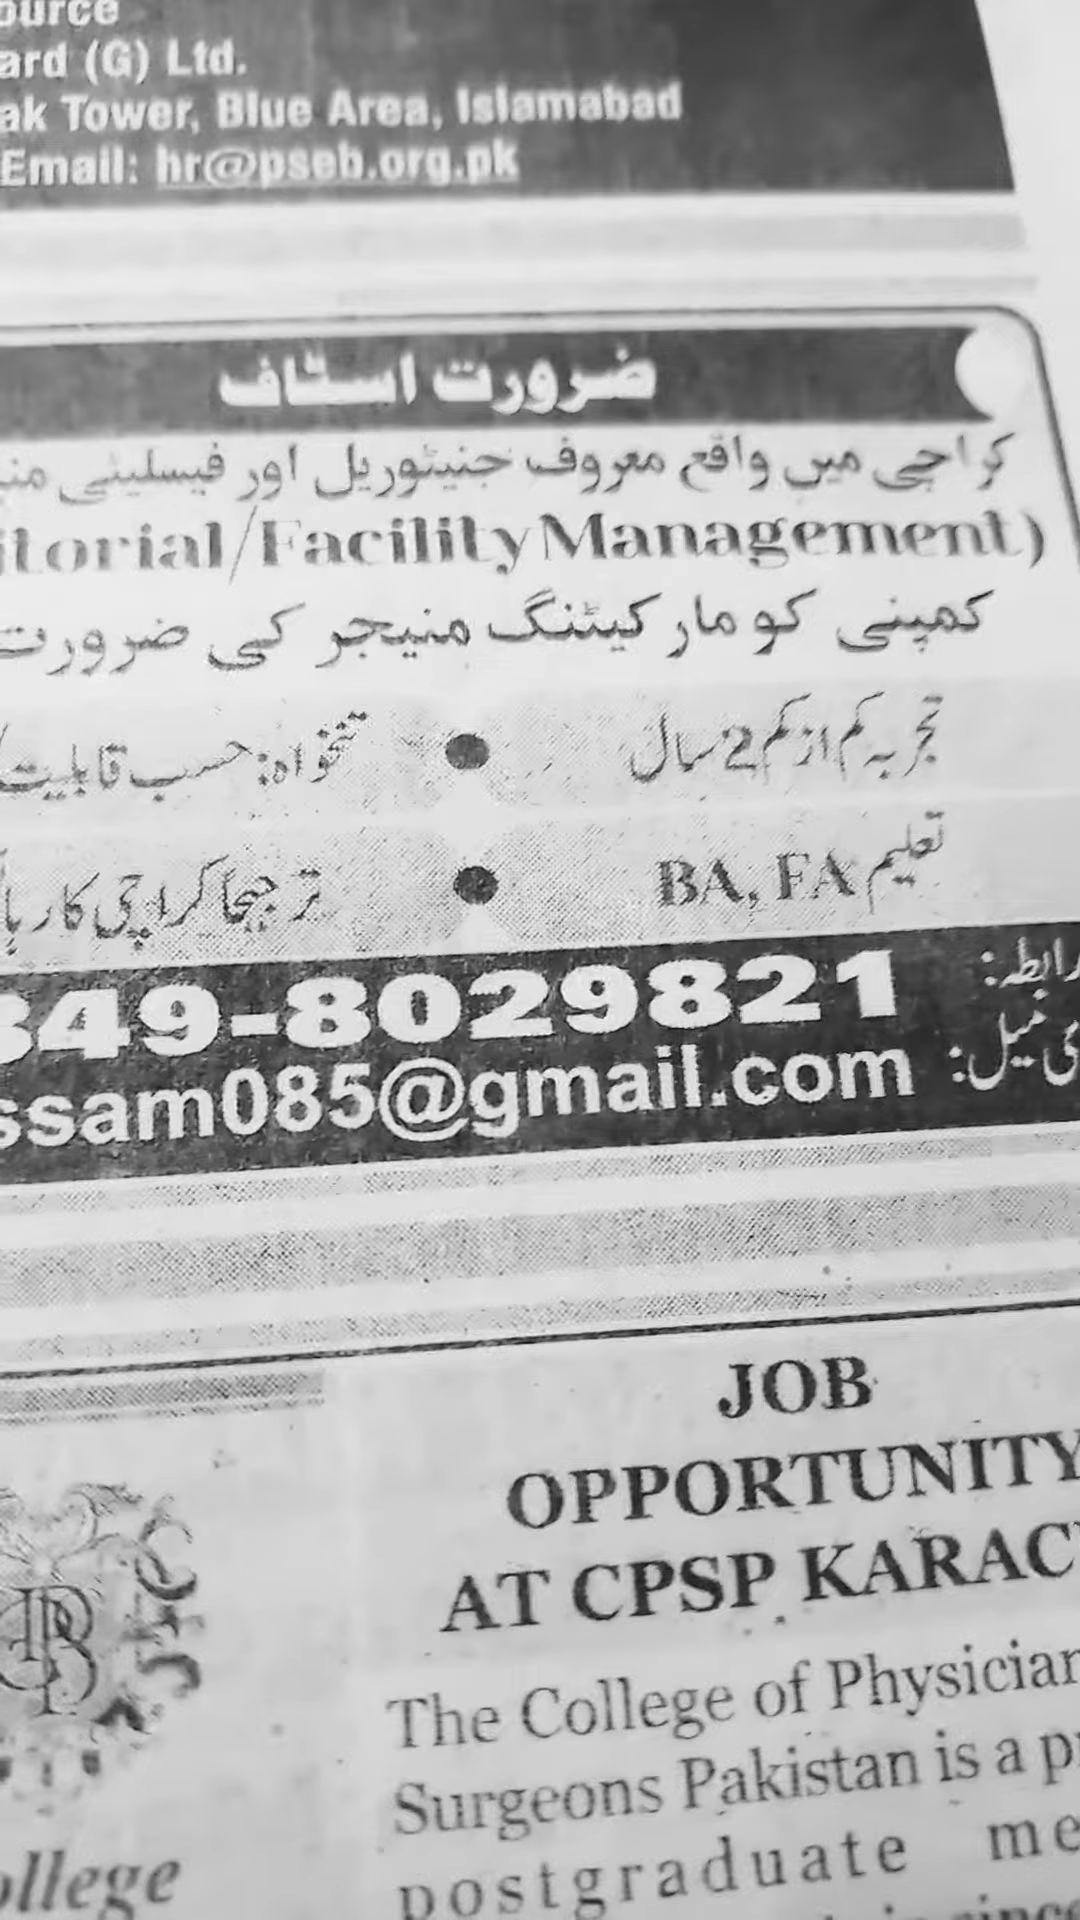 ource
ard (G) Ltd.
ak Tower, Blue Area, Islamabad
Email: hr@pseb.org.pk
ضرورت اسٹاف
کراچی میں واقع معروف جنیٹوریل اور فیسلیٹی منی
itorial/Facility Management)
کمپنی کو مارکیٹنگ منیجر کی ضرورت
تجربہ کم از کم 2 سال ● تنخواہ: حسب قابلیت
تعلیم BA, FA ● ترجیحا کراچی کا
رابطہ: 349-8029821
ی میل: ssam085@gmail.com
JOB
OPPORTUNITY
AT CPSP KARAC
The College of Physician
Surgeons Pakistan is a p
postgraduate me
ollege